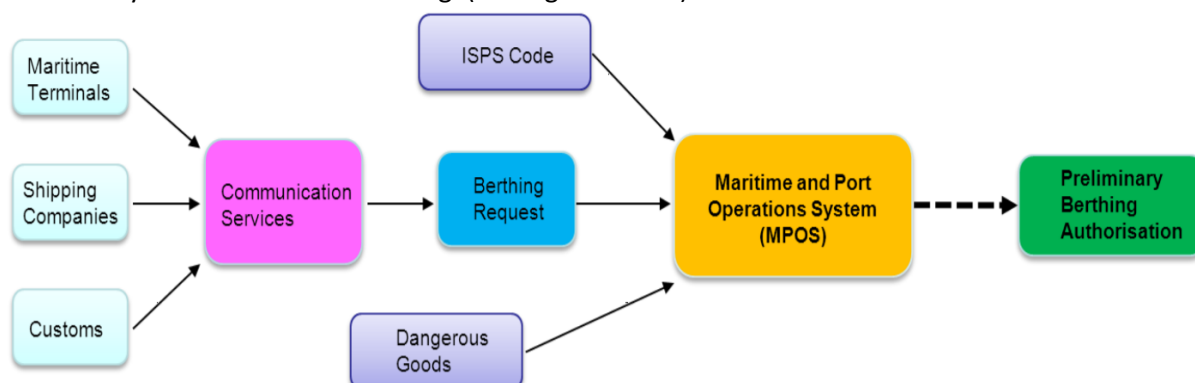 ISPS Code
Maritime
Terminals
Shipping
Companies
Customs
Communication
Services
Berthing
Request
Dangerous
Goods
Maritime and Port
Operations System
(MPOS)
Preliminary
Berthing
Authorisation